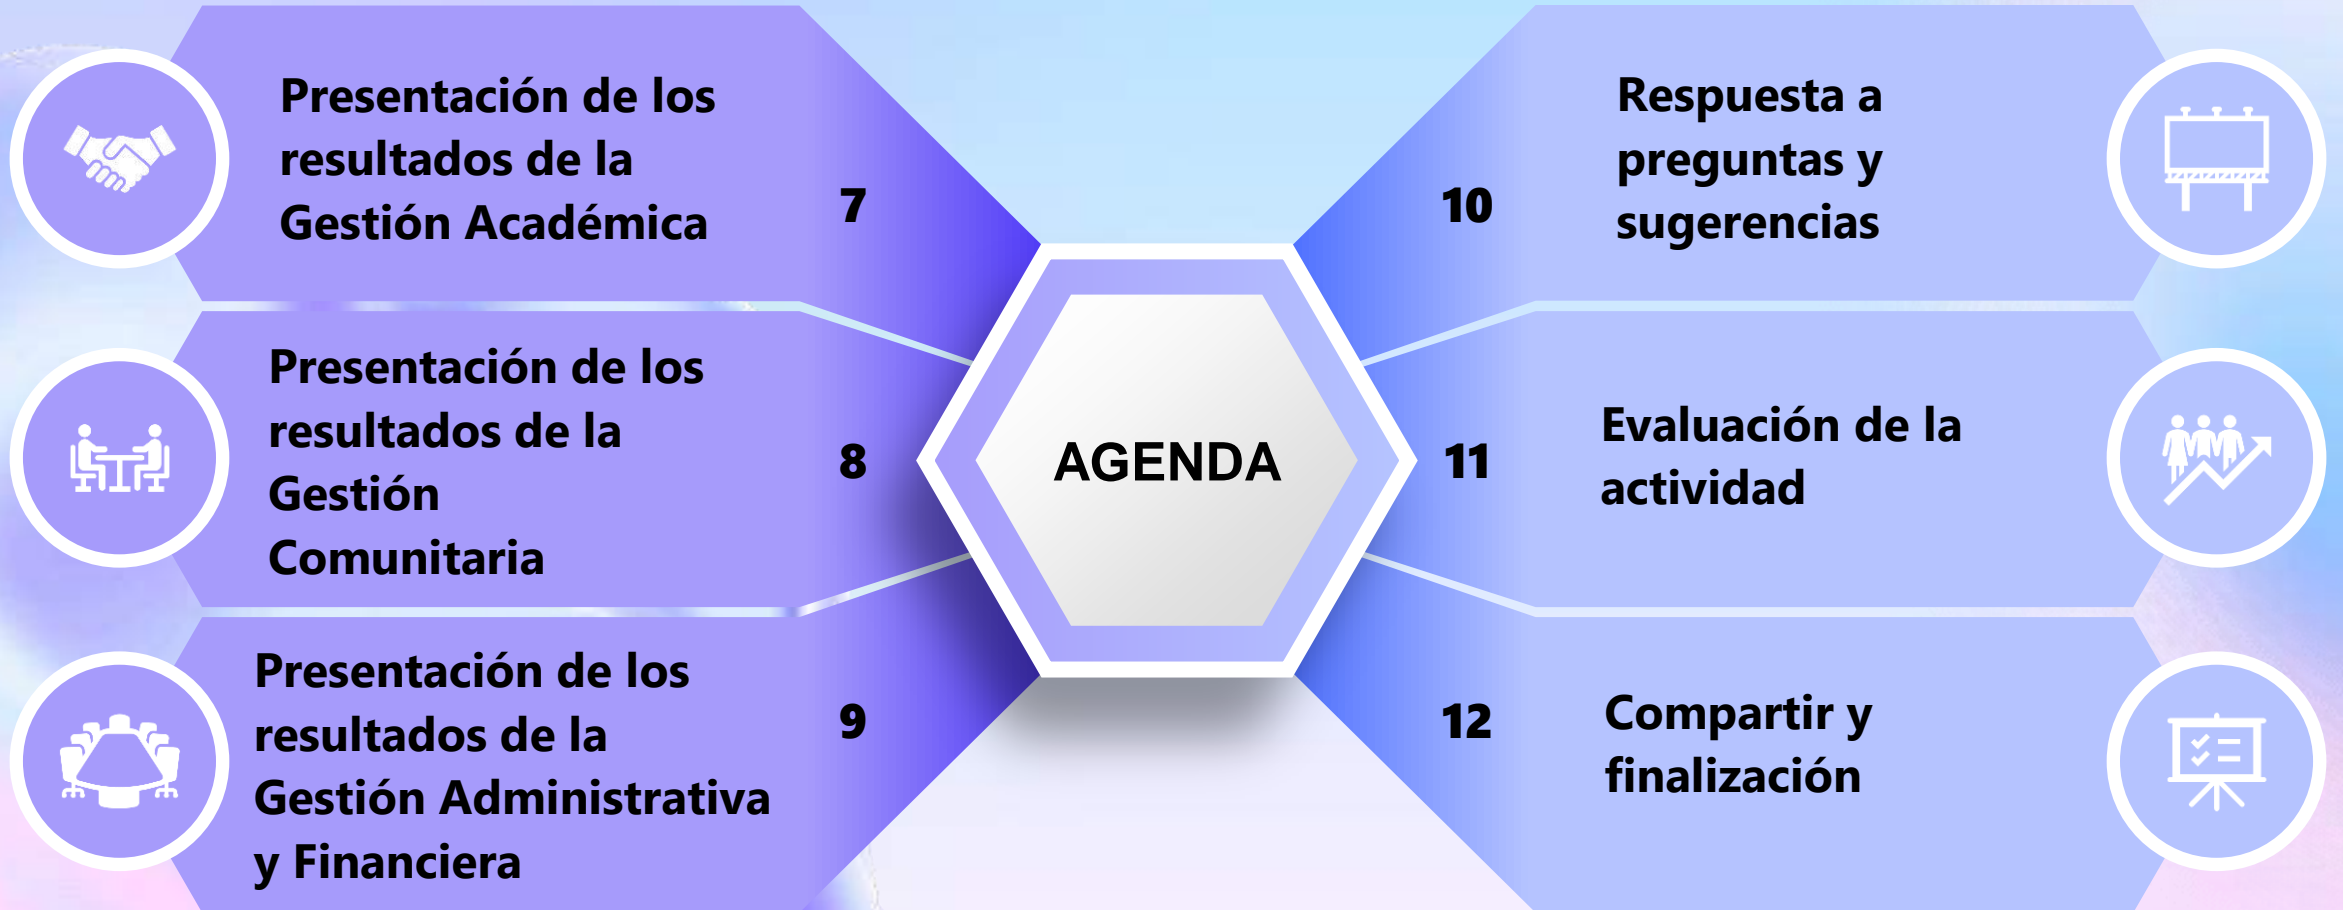 Presentación de los
resultados de la
Gestión Académica
7
Presentación de los
resultados de la
Gestión
Comunitaria
8
Presentación de los
resultados de la
Gestión Administrativa
y Financiera
9
AGENDA
10
Respuesta a
preguntas y
sugerencias
11
Evaluación de la
actividad
12
Compartir y
finalización